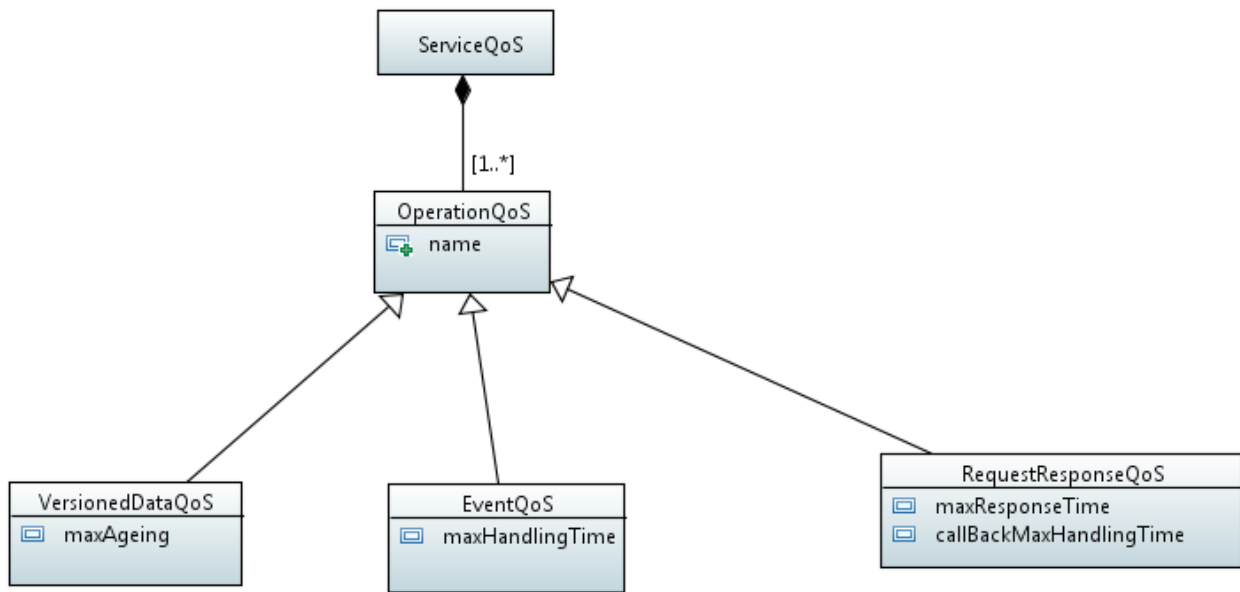 ServiceQoS
[1..*]
OperationQoS
name
VersionedDataQoS
maxAgeing
EventQoS
maxHandlingTime
RequestResponseQoS
maxResponseTime
callBackMaxHandlingTime